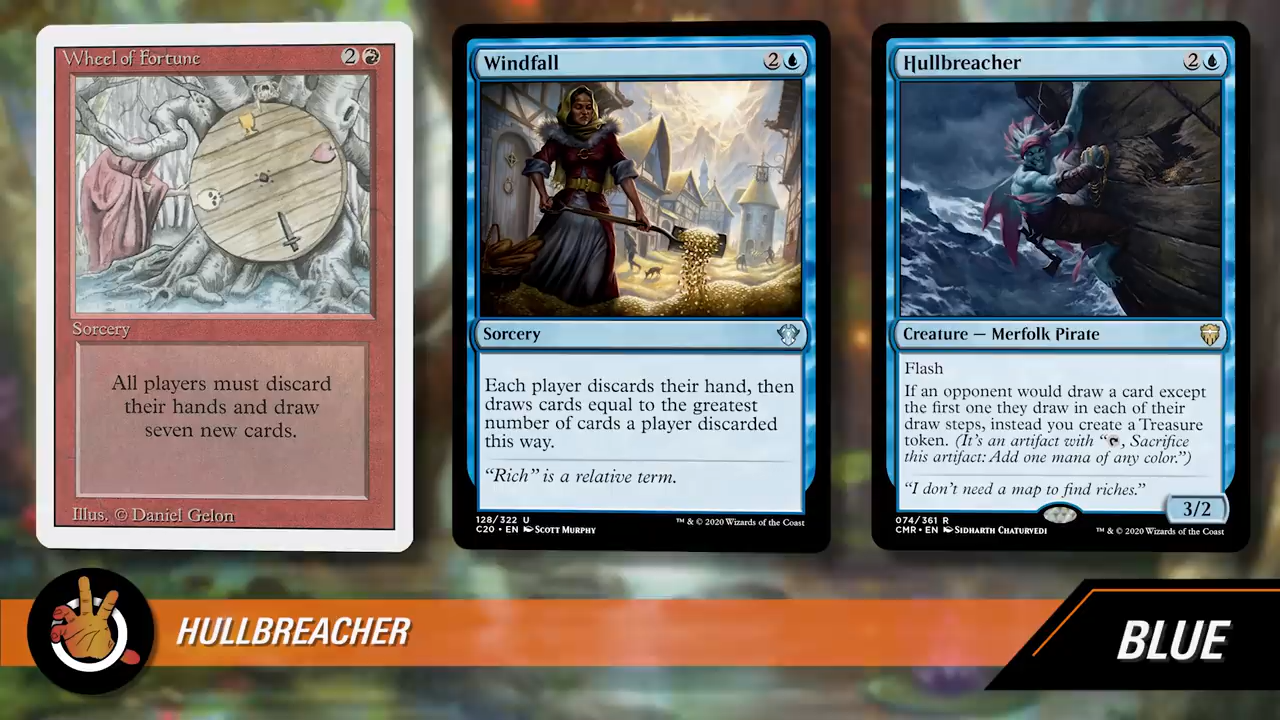 Wheel of Fortune 2
Sorcery
All players must discard
their hands and draw
seven new cards.
Illus. © Daniel Gelon
Windfall 2
Sorcery
Each player discards their hand, then
draws cards equal to the greatest
number of cards a player discarded
this way.
“Rich” is a relative term.
128/322 U
C20 • EN Scott Murphy
™ & © 2020 Wizards of the Coast
Hullbreacher 2
Creature — Merfolk Pirate
Flash
If an opponent would draw a card except
the first one they draw in each of their
draw steps, instead you create a Treasure
token. (It’s an artifact with “, Sacrifice
this artifact: Add one mana of any color.”)
“I don’t need a map to find riches.”
3/2
074/361 R
CMR • EN Sidharth Chaturvedi
™ & © 2020 Wizards of the Coast
HULLBREACHER
BLUE